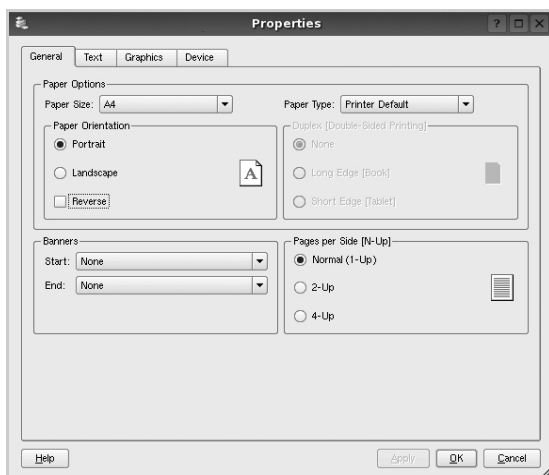 Properties
General Text Graphics Device
Paper Options
Paper Size: A4 Paper Type: Printer Default
Paper Orientation
Portrait
Landscape
Reverse
A
Duplex [Double-Sided Printing]
None
Long Edge [Book]
Short Edge [Tablet]
Banners
Start: None
End: None
Pages per Side [N-Up]
Normal (1-Up)
2-Up
4-Up
Help Apply OK Cancel